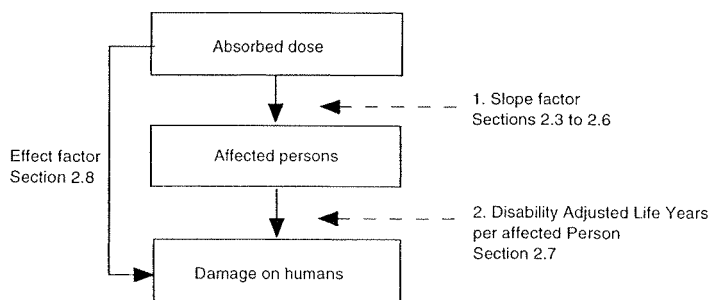 Absorbed dose
1. Slope factor
Sections 2.3 to 2.6
Effect factor
Section 2.8
Affected persons
2. Disability Adjusted Life Years
per affected Person
Section 2.7
Damage on humans